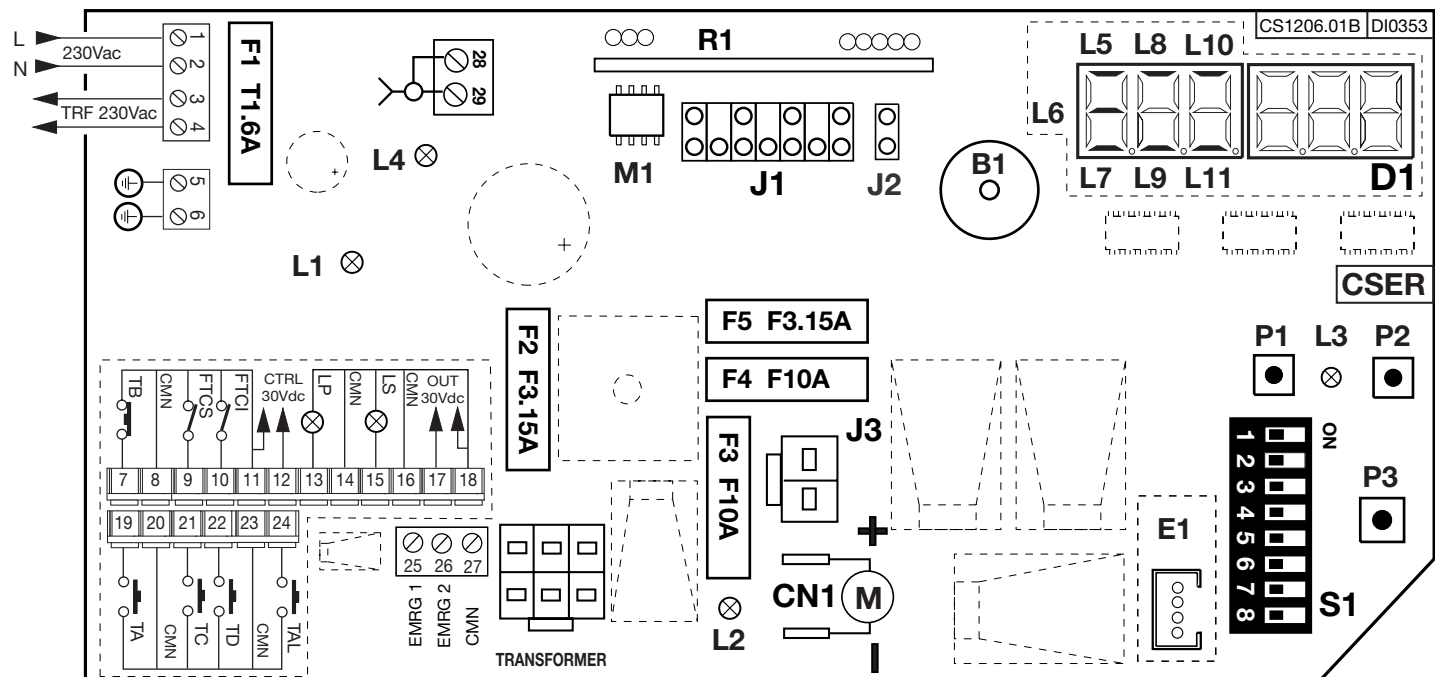 CS1206.01B DI0353
L 230Vac
N
TRF 230Vac
1
2
3
4
5
6
F1 T1.6A
28
29
L4
L1
R1
M1
J1
J2
B1
L5 L8 L10
L6
L7 L9 L11
D1
CSER
P1 L3 P2
P3
F2 F3.15A
F5 F3.15A
F4 F10A
F3 F10A
J3
TB
CMN
FTCS
FTCI
CTRL
30Vdc
LP
CMN
LS
CMN
OUT
30Vdc
7 8 9 10 11 12 13 14 15 16 17 18
19 20 21 22 23 24
TA
CMN
TC
TD
CMN
TAL
25 26 27
EMRG 1
EMRG 2
CMN
TRANSFORMER
+
CN1 M
-
L2
E1
ON
1
2
3
4
5
6
7
8
S1